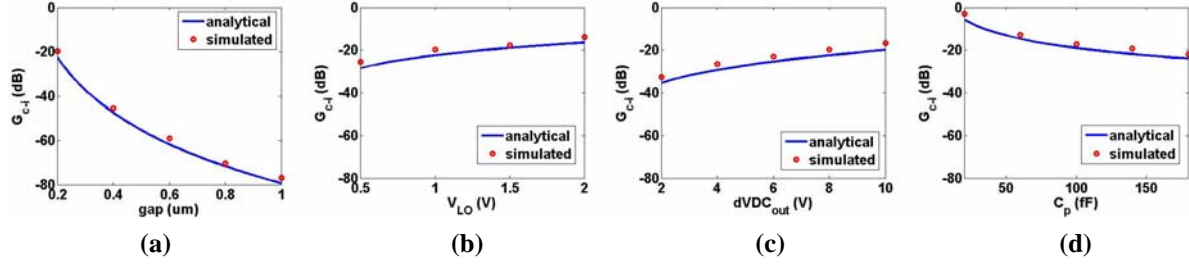 0
-20
-40
-60
-80
G_c-i (dB)
0.2 0.4 0.6 0.8 1
gap (um)
analytical
simulated
(a)
0
-20
-40
-60
-80
G_c-i (dB)
0.5 1 1.5 2
V_LO (V)
analytical
simulated
(b)
0
-20
-40
-60
-80
G_c-i (dB)
2 4 6 8 10
dVDC_out (V)
analytical
simulated
(c)
0
-20
-40
-60
-80
G_c-i (dB)
50 100 150
C_p (fF)
analytical
simulated
(d)